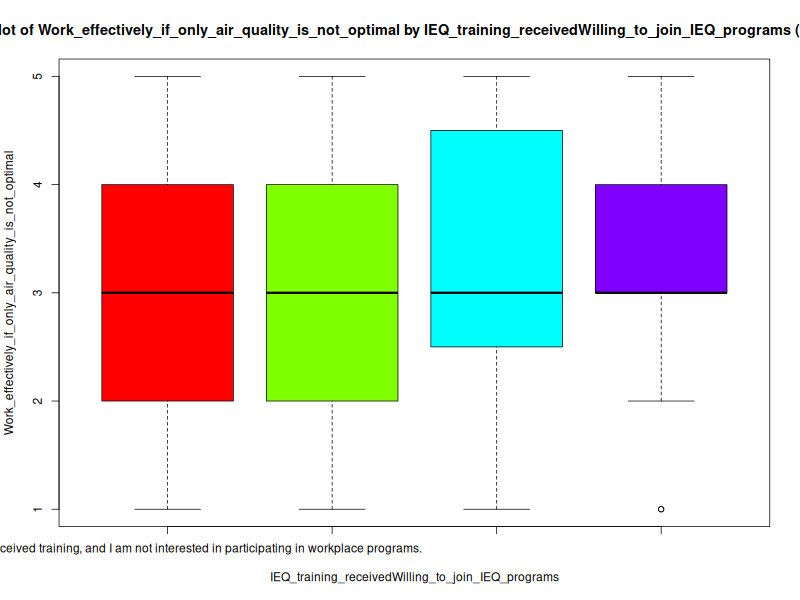 lot of Work_effectively_if_only_air_quality_is_not_optimal by IEQ_training_receivedWilling_to_join_IEQ_programs (
Work_effectively_if_only_air_quality_is_not_optimal
5
4
3
2
1
ceived training, and I am not interested in participating in workplace programs.
IEQ_training_receivedWilling_to_join_IEQ_programs